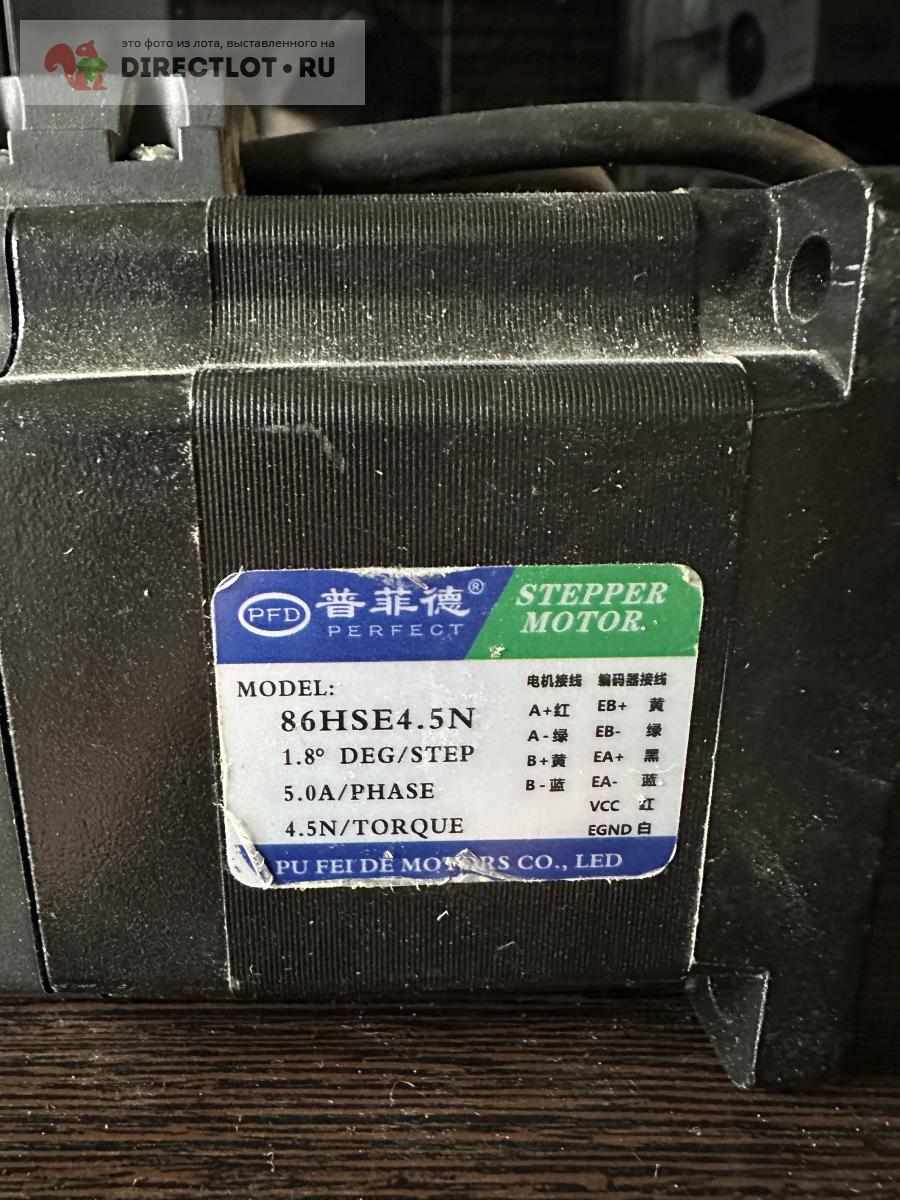 это фото из лота, выставленного на
DIRECTLOT•RU
PFD 普菲德®
PERFECT
STEPPER
MOTOR.
MODEL:
86HSE4.5N
1.8° DEG/STEP
5.0A/PHASE
4.5N/TORQUE
电机接线 编码器接线
A+红 EB+ 黄
A-绿 EB- 绿
B+黄 EA+ 黑
B-蓝 EA- 蓝
VCC 红
EGND 白
PU FEI DE MOTORS CO., LED